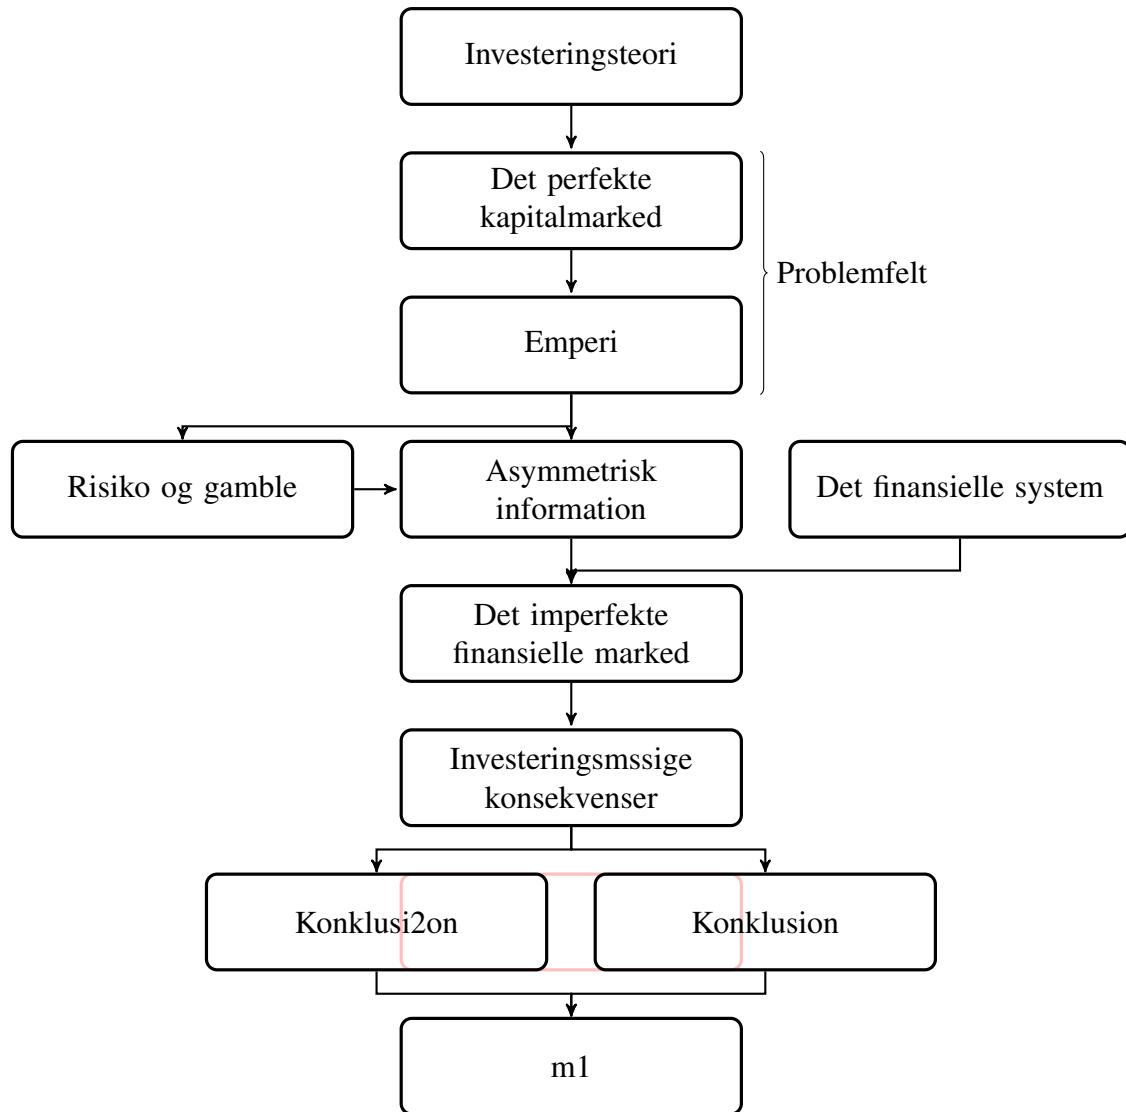 Investeringsteori
Det perfekte
kapitalmarked
Problemfelt
Emperi
Risiko og gamble
Asymmetrisk
information
Det finansielle system
Det imperfekte
finansielle marked
Investeringsmssige
konsekvenser
Konklusi2on
Konklusion
m1